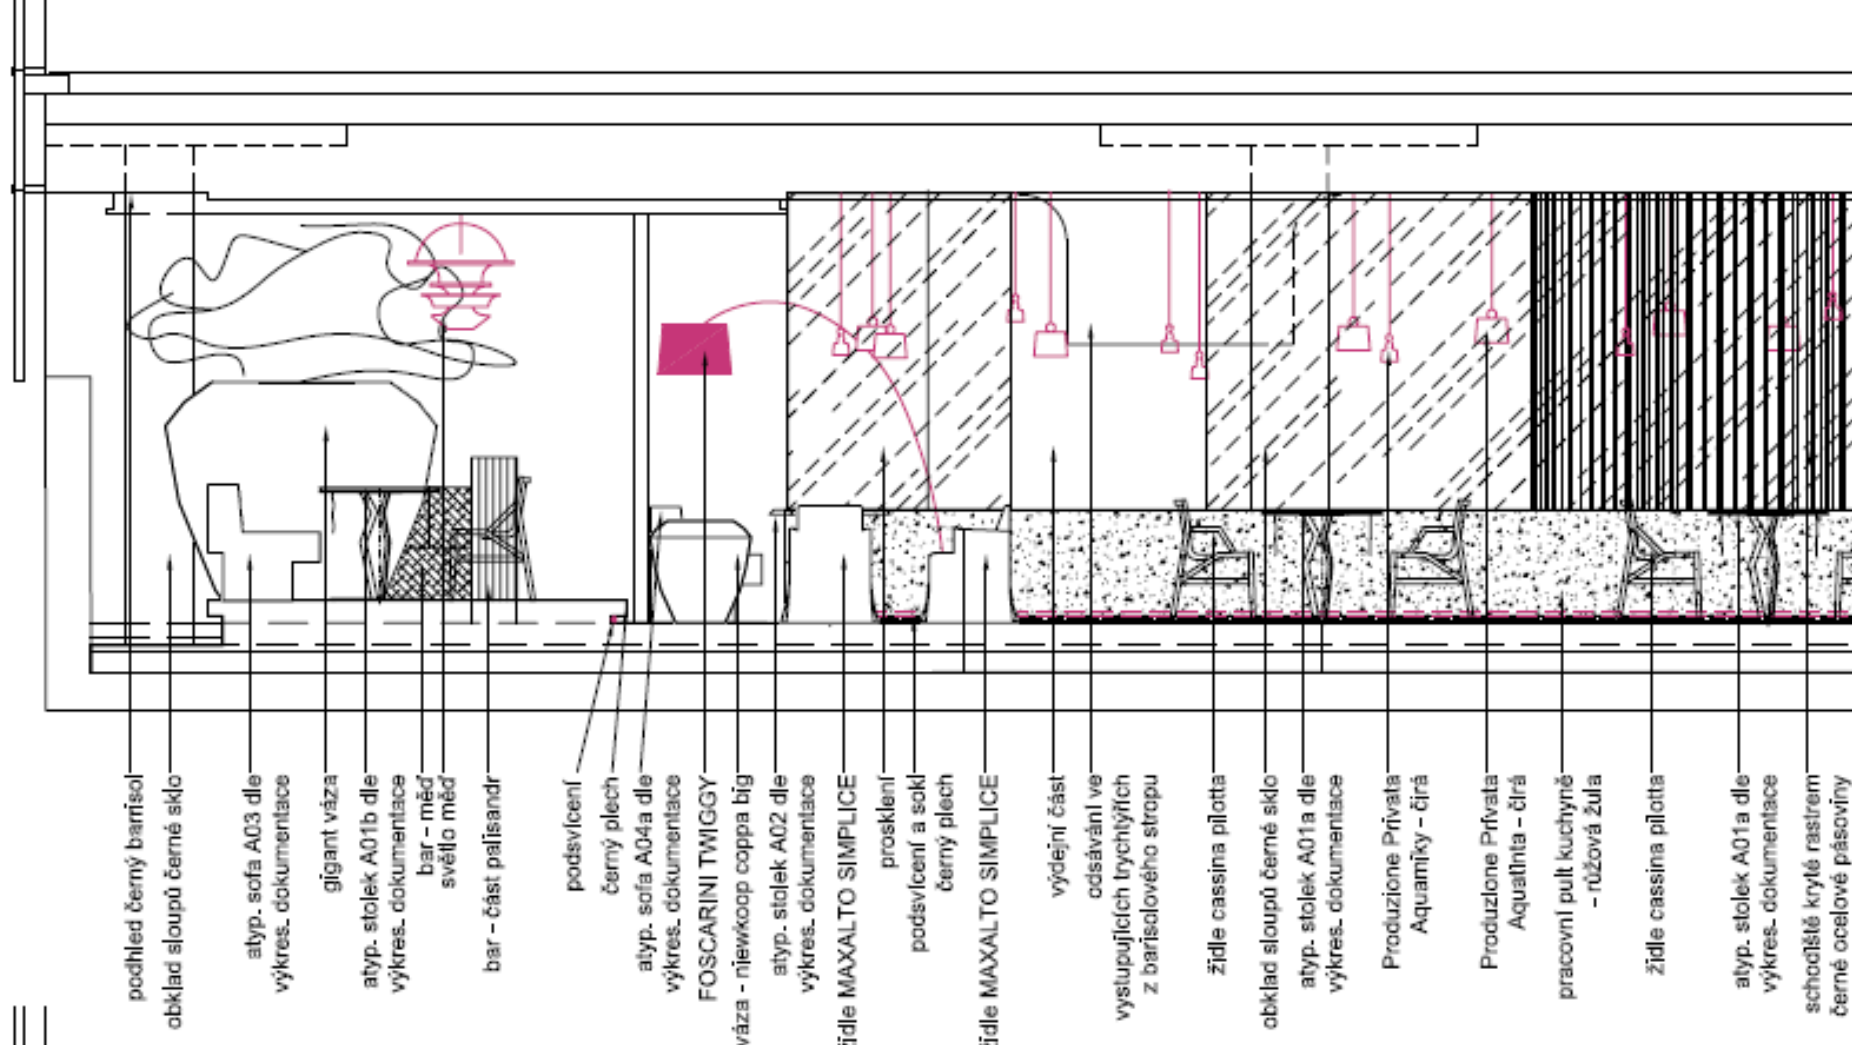 podhled černý barrisol
obklad sloupů černé sklo
atyp. sofa A03 dle
výkres. dokumentace
gigant váza
atyp. stolek A01b dle
výkres. dokumentace
bar - měď
světlo měď
bar - část palisandr
podsvícení
černý plech
atyp. sofa A04a dle
výkres. dokumentace
FOSCARINI TWIGGY
váza - niewkoop coppa big
atyp. stolek A02 dle
výkres. dokumentace
židle MAXALTO SIMPLICE
prosklení
podsvícení a sokl
černý plech
židle MAXALTO SIMPLICE
výdejní část
odsávání ve
vystupujících trychtýřích
z barisolového stropu
židle cassina pilotta
obklad sloupů černé sklo
atyp. stolek A01a dle
výkres. dokumentace
Produzione Privata
Aquamiky - čirá
Produzione Privata
Aquatinta - čirá
pracovní pult kuchyně
- růžová žula
židle cassina pilotta
atyp. stolek A01a dle
výkres. dokumentace
schodiště kryté rastrem
černé ocelové pásoviny